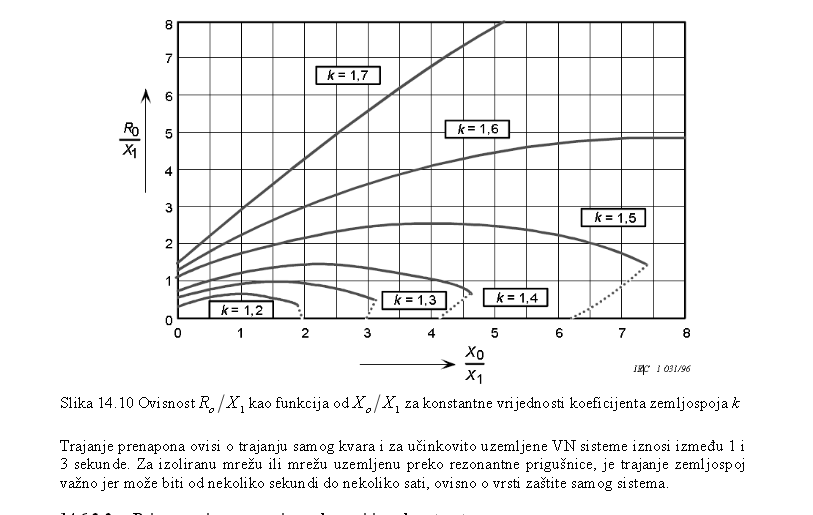 8
7
k = 1,7
6
R0
X1
5
k = 1,6
4
3
k = 1,5
2
1
k = 1,3
k = 1,4
k = 1,2
0
0 1 2 3 4 5 6 7 8
X0
X1
1 031/96
Slika 14.10 Ovisnost Ro/X1 kao funkcija od Xo/X1 za konstantne vrijednosti koeficijenta zemljospoja k
Trajanje prenapona ovisi o trajanju samog kvara i za učinkovito uzemljene VN sisteme iznosi između 1 i
3 sekunde. Za izoliranu mrežu ili mrežu uzemljenu preko rezonantne prigušnice, je trajanje zemljospoj
važno jer može biti od nekoliko sekundi do nekoliko sati, ovisno o vrsti zaštite samog sistema.